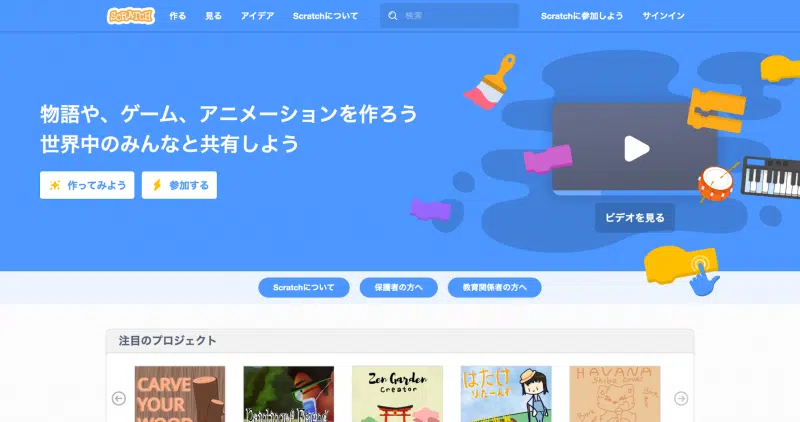 SCRATCH
作る
見る
アイデア
Scratchについて
検索
Scratchに参加しよう
サインイン
物語や、ゲーム、アニメーションを作ろう
世界中のみんなと共有しよう
作ってみよう
参加する
ビデオを見る
Scratchについて
保護者の方へ
教育関係者の方へ
注目のプロジェクト
CARVE
YOUR
WOOD
Zen Garden
Creator
はたけ
りたーんず
HAVANA